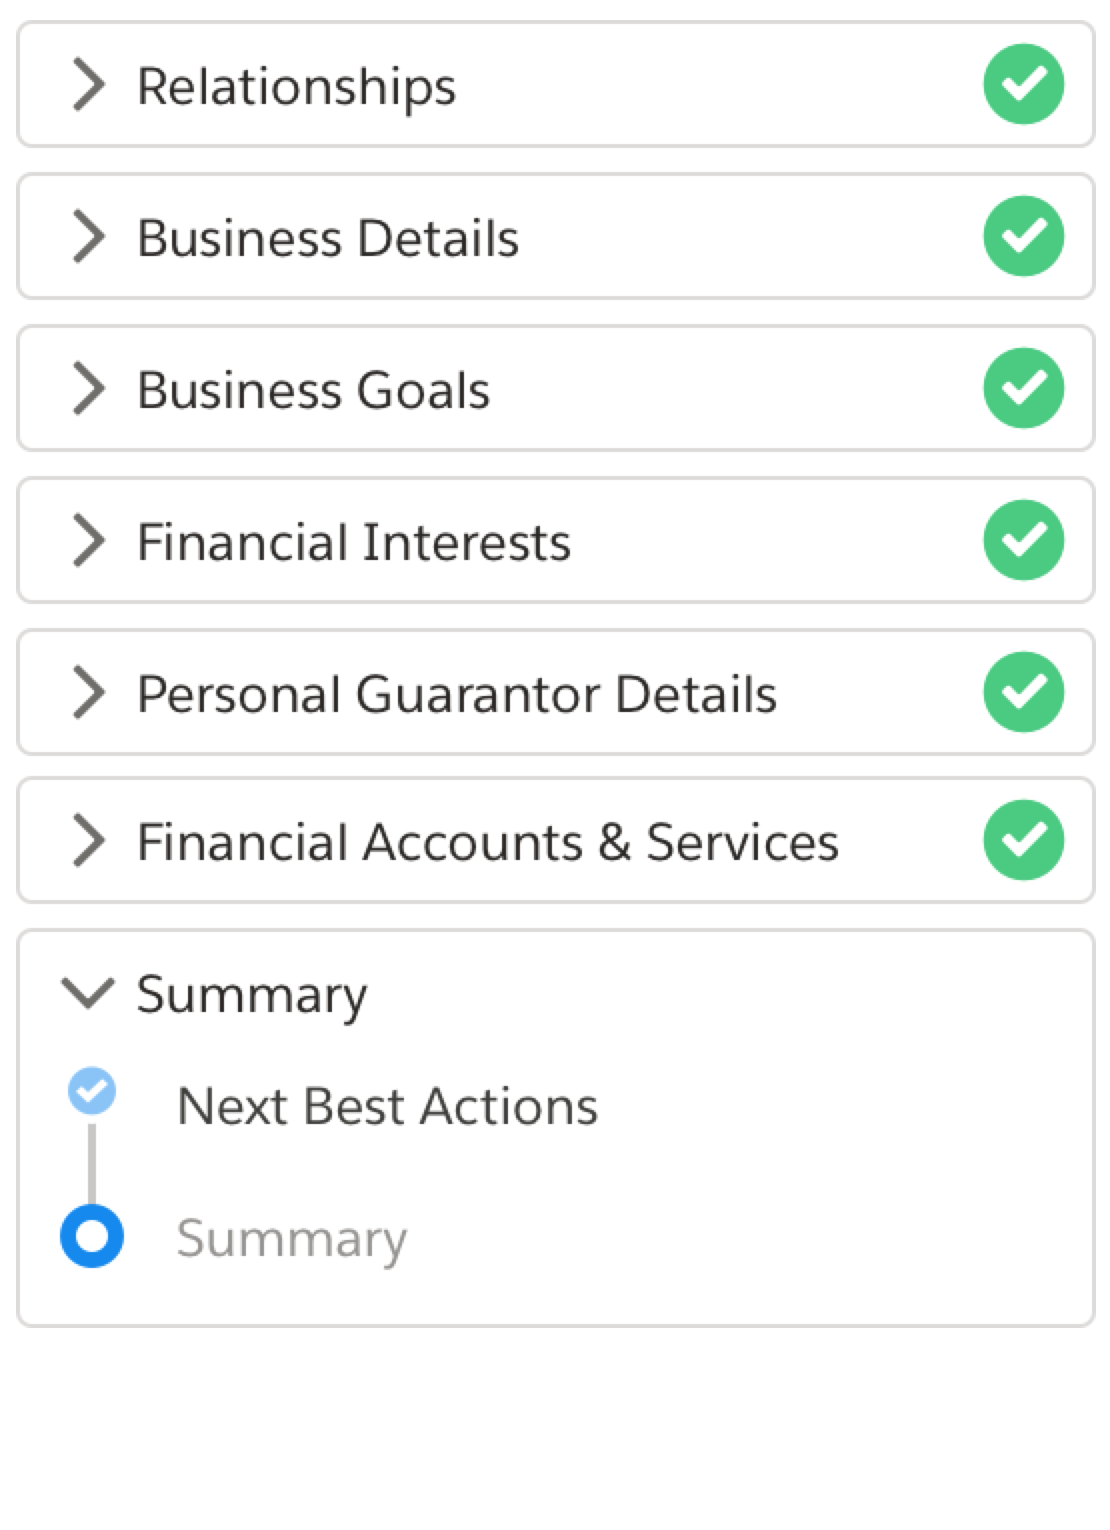 Relationships
Business Details
Business Goals
Financial Interests
Personal Guarantor Details
Financial Accounts & Services
Summary
Next Best Actions
Summary